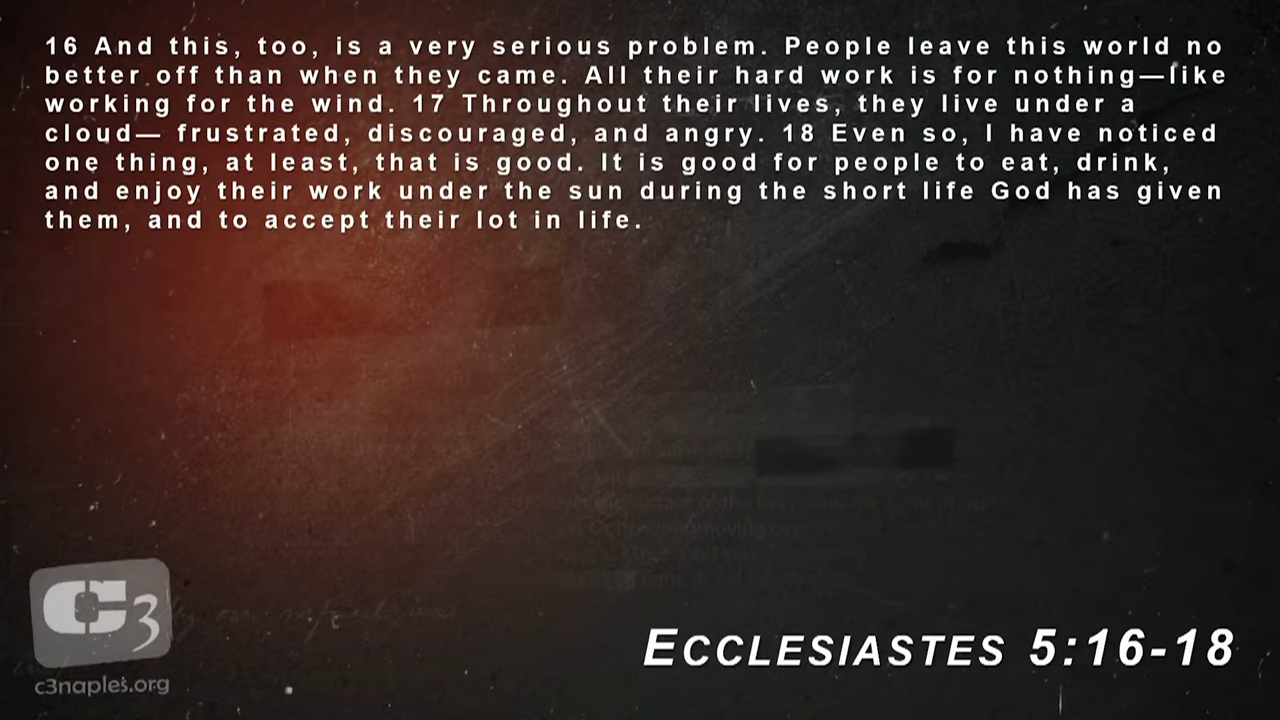 16 And this, too, is a very serious problem. People leave this world no
better off than when they came. All their hard work is for nothing—like
working for the wind. 17 Throughout their lives, they live under a
cloud— frustrated, discouraged, and angry. 18 Even so, I have noticed
one thing, at least, that is good. It is good for people to eat, drink,
and enjoy their work under the sun during the short life God has given
them, and to accept their lot in life.
C3
c3naples.org
ECCLESIASTES 5:16-18